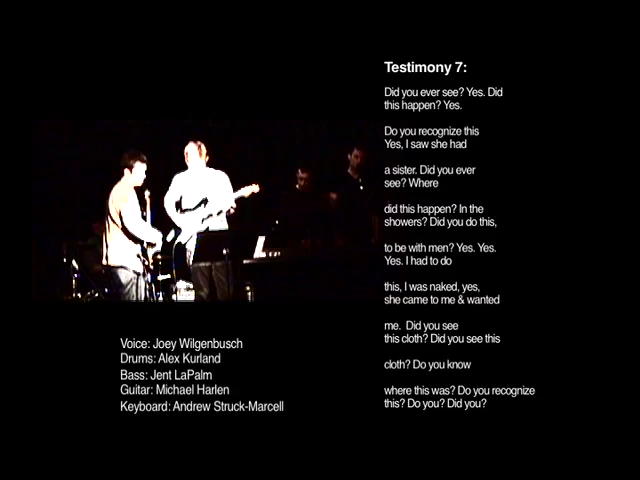 Testimony 7:
Did you ever see? Yes. Did
this happen? Yes.
Do you recognize this
Yes, I saw she had
a sister. Did you ever
see? Where
did this happen? In the
showers? Did you do this,
to be with men? Yes. Yes.
Yes. I had to do
this, I was naked, yes,
she came to me & wanted
me.  Did you see
this cloth? Did you see this
cloth? Do you know
where this was? Do you recognize
this? Do you? Did you?
Voice: Joey Wilgenbusch
Drums: Alex Kurland
Bass: Jent LaPalm
Guitar: Michael Harlen
Keyboard: Andrew Struck-Marcell